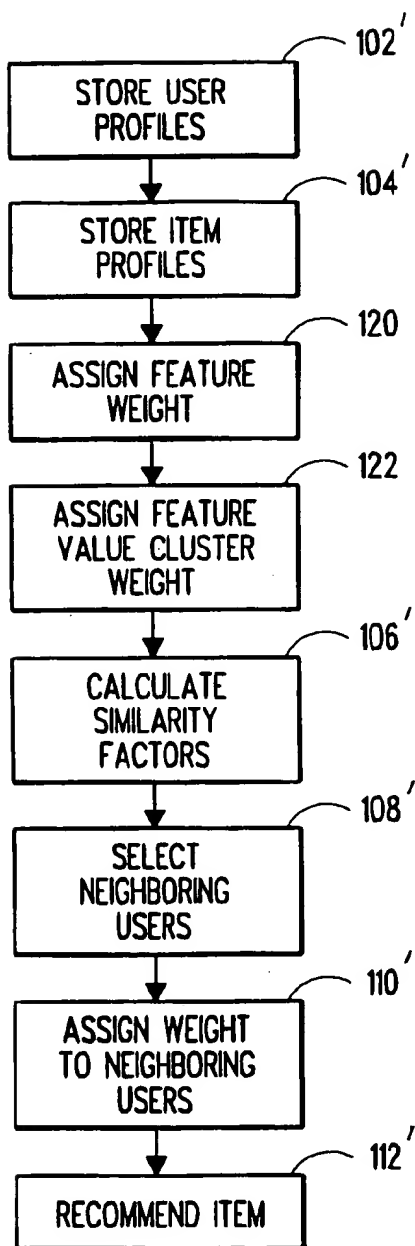 102'
STORE USER
PROFILES
104'
STORE ITEM
PROFILES
120
ASSIGN FEATURE
WEIGHT
122
ASSIGN FEATURE
VALUE CLUSTER
WEIGHT
106'
CALCULATE
SIMILARITY
FACTORS
108'
SELECT
NEIGHBORING
USERS
110'
ASSIGN WEIGHT
TO NEIGHBORING
USERS
112'
RECOMMEND ITEM